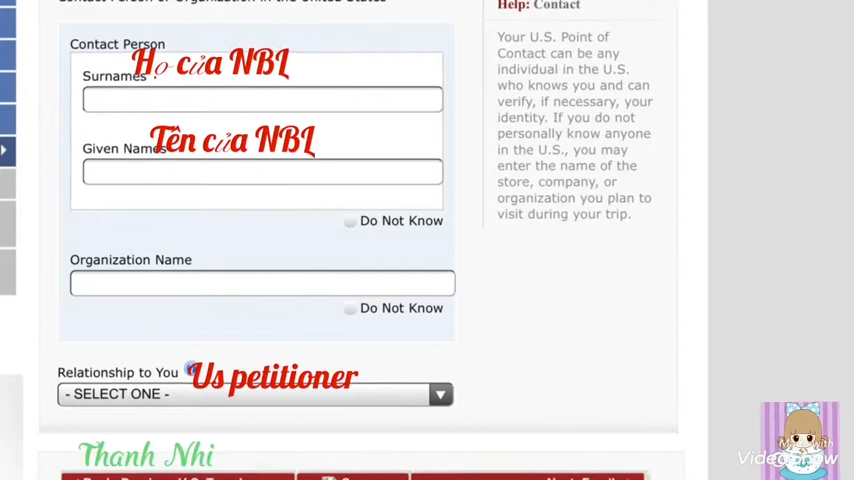 Help: Contact
Contact Person
Họ của NBL
Surnames
Tên của NBL
Given Names
Do Not Know
Organization Name
Do Not Know
Relationship to You
Us petitioner
- SELECT ONE -
Your U.S. Point of
Contact can be any
individual in the U.S.
who knows you and can
verify, if necessary, your
identity. If you do not
personally know anyone
in the U.S., you may
enter the name of the
store, company, or
organization you plan to
visit during your trip.
Thanh Nhi
Made with
VideoShow